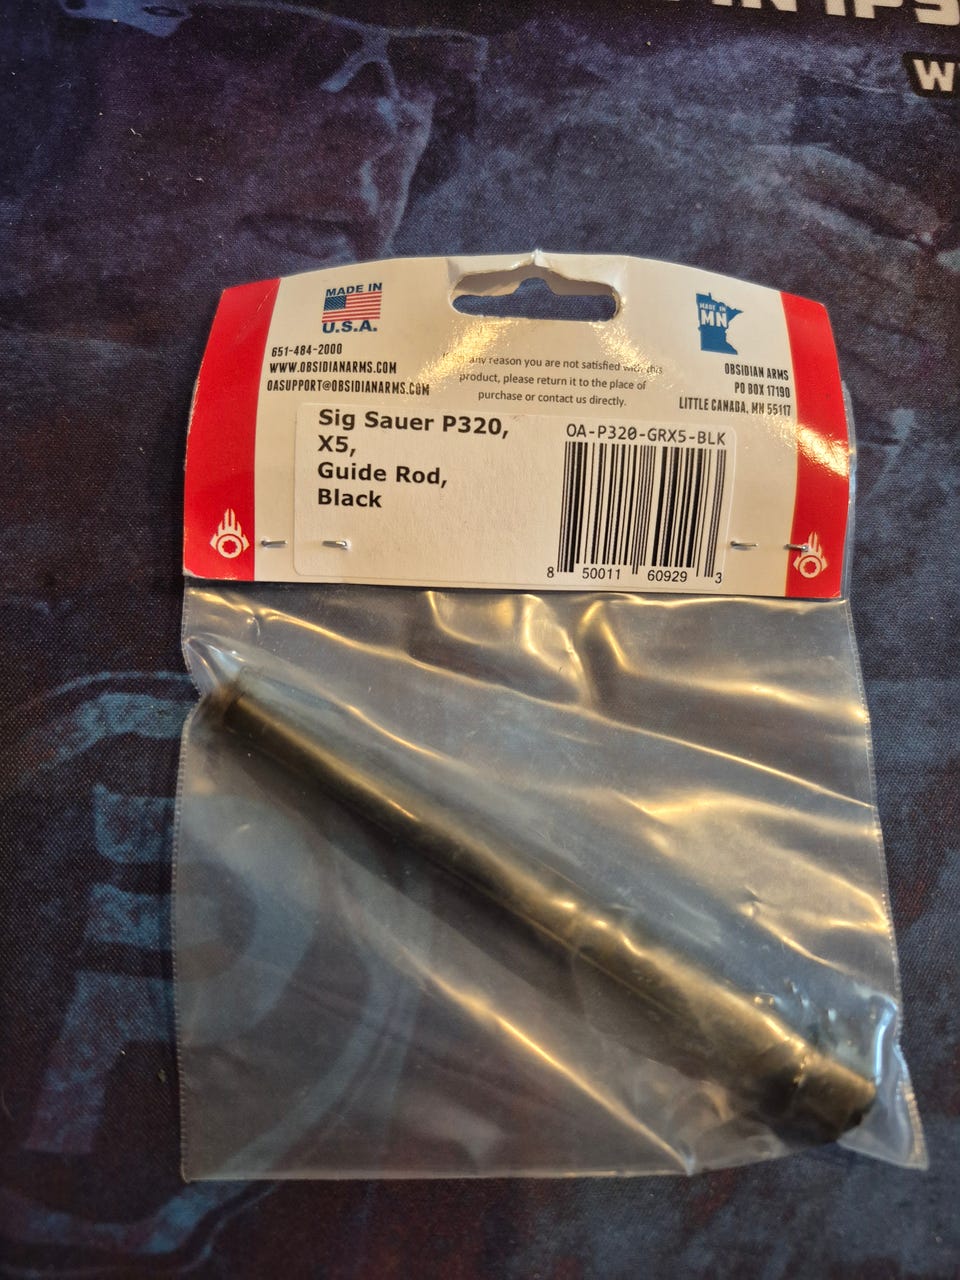 IN IPS
W
MADE IN
U.S.A.
651-484-2000
WWW.OBSIDIANARMS.COM
OASUPPORT@OBSIDIANARMS.COM
any reason you are not satisfied with this
product, please return it to the place of
purchase or contact us directly.
MADE IN
MN
OBSIDIAN ARMS
PO BOX 17190
LITTLE CANADA, MN 55117
Sig Sauer P320,
X5,
Guide Rod,
Black
OA-P320-GRX5-BLK
8 50011 60929 3